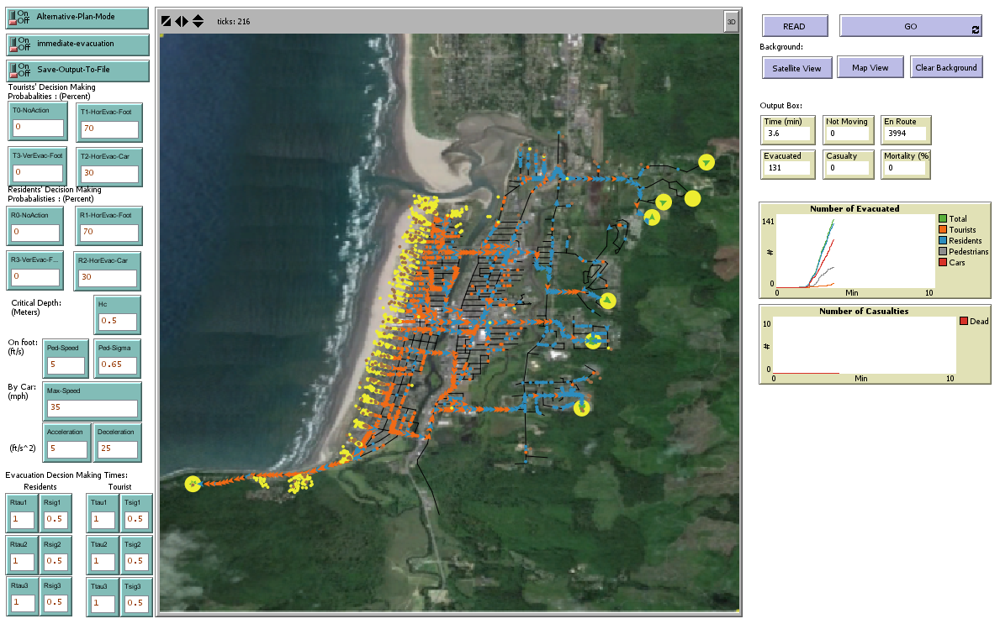 On
Off
Alternative-Plan-Mode
On
Off
immediate-evacuation
On
Off
Save-Output-To-File
Tourists' Decision Making
Probabalities : (Percent)
T0-NoAction
0
T1-HorEvac-Foot
70
T3-VerEvac-Foot
0
T2-HorEvac-Car
30
Residents' Decision Making
Probabalisties : (Percent)
R0-NoAction
0
R1-HorEvac-Foot
70
R3-VerEvac-F...
0
R2-HorEvac-Car
30
Critical Depth:
(Meters)
Hc
0.5
On foot:
(ft/s)
Ped-Speed
5
Ped-Sigma
0.65
By Car:
(mph)
Max-Speed
35
(ft/s^2)
Acceleration
5
Deceleration
25
Evacuation Decsion Making Times:
Residents
Tourist
Rtau1
1
Rsig1
0.5
Ttau1
1
Tsig1
0.5
Rtau2
1
Rsig2
0.5
Ttau2
1
Tsig2
0.5
Rtau3
1
Rsig3
0.5
Ttau3
1
Tsig3
0.5
ticks: 216
3D
READ
GO
Background:
Satellite View
Map View
Clear Background
Output Box:
Time (min)
3.6
Not Moving
0
En Route
3994
Evacuated
131
Casualty
0
Mortality (%)
0
Number of Evacuated
141
#
0
0
Min
10
Total
Tourists
Residents
Pedestrians
Cars
Number of Casualties
10
#
0
0
Min
10
Dead